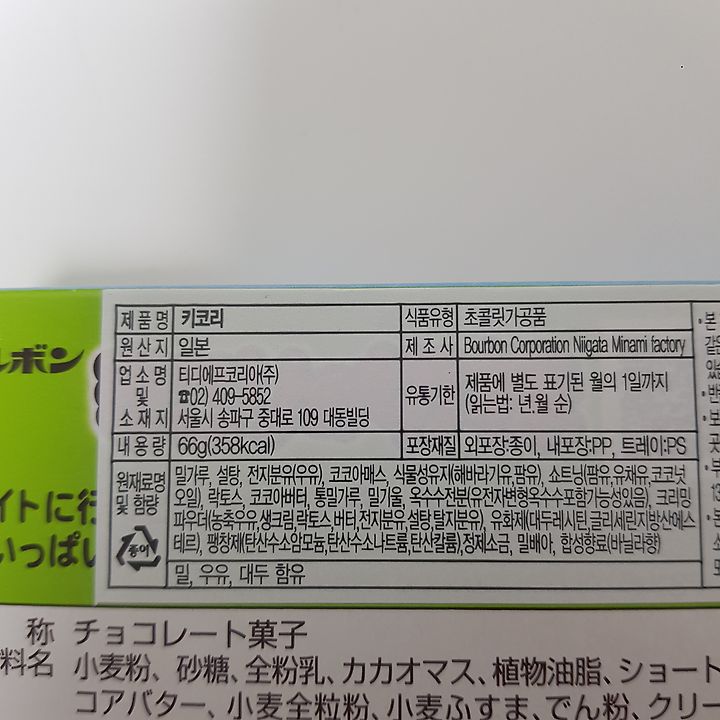 제품명 키코리 식품유형 초콜릿가공품
원산지 일본 제조사 Bourbon Corporation Niigata Minami factory
업소명 및 소재지 티디에프코리아(주)
☎02) 409-5852
서울시 송파구 중대로 109 대동빌딩
유통기한 제품에 별도 표기된 월의 1일까지
(읽는법: 년.월 순)
내용량 66g(358kcal) 포장재질 외포장:종이, 내포장:PP, 트레이:PS
원재료명 및 함량 밀가루, 설탕, 전지분유(우유), 코코아매스, 식물성유지(해바라기유,팜유), 쇼트닝(팜유,유채유,코코넛
오일), 락토스, 코코아버터, 통밀가루, 밀기울, 옥수수전분(유전자변형옥수수포함가능성있음), 크리밍
파우더(농축우유,생크림,락토스,버터,전지분유,설탕,탈지분유), 유화제(대두레시틴,글리세린지방산에스
테르), 팽창제(탄산수소암모늄,탄산수소나트륨,탄산칼륨),정제소금, 밀배아, 합성향료(바닐라향)
종이
밀, 우유, 대두 함유
ルボン
イトに行
いっぱい
称 チョコレート菓子
料名 小麦粉、砂糖、全粉乳、カカオマス、植物油脂、ショート
コアバター、小麦全粒粉、小麦ふすま、でん粉、クリー